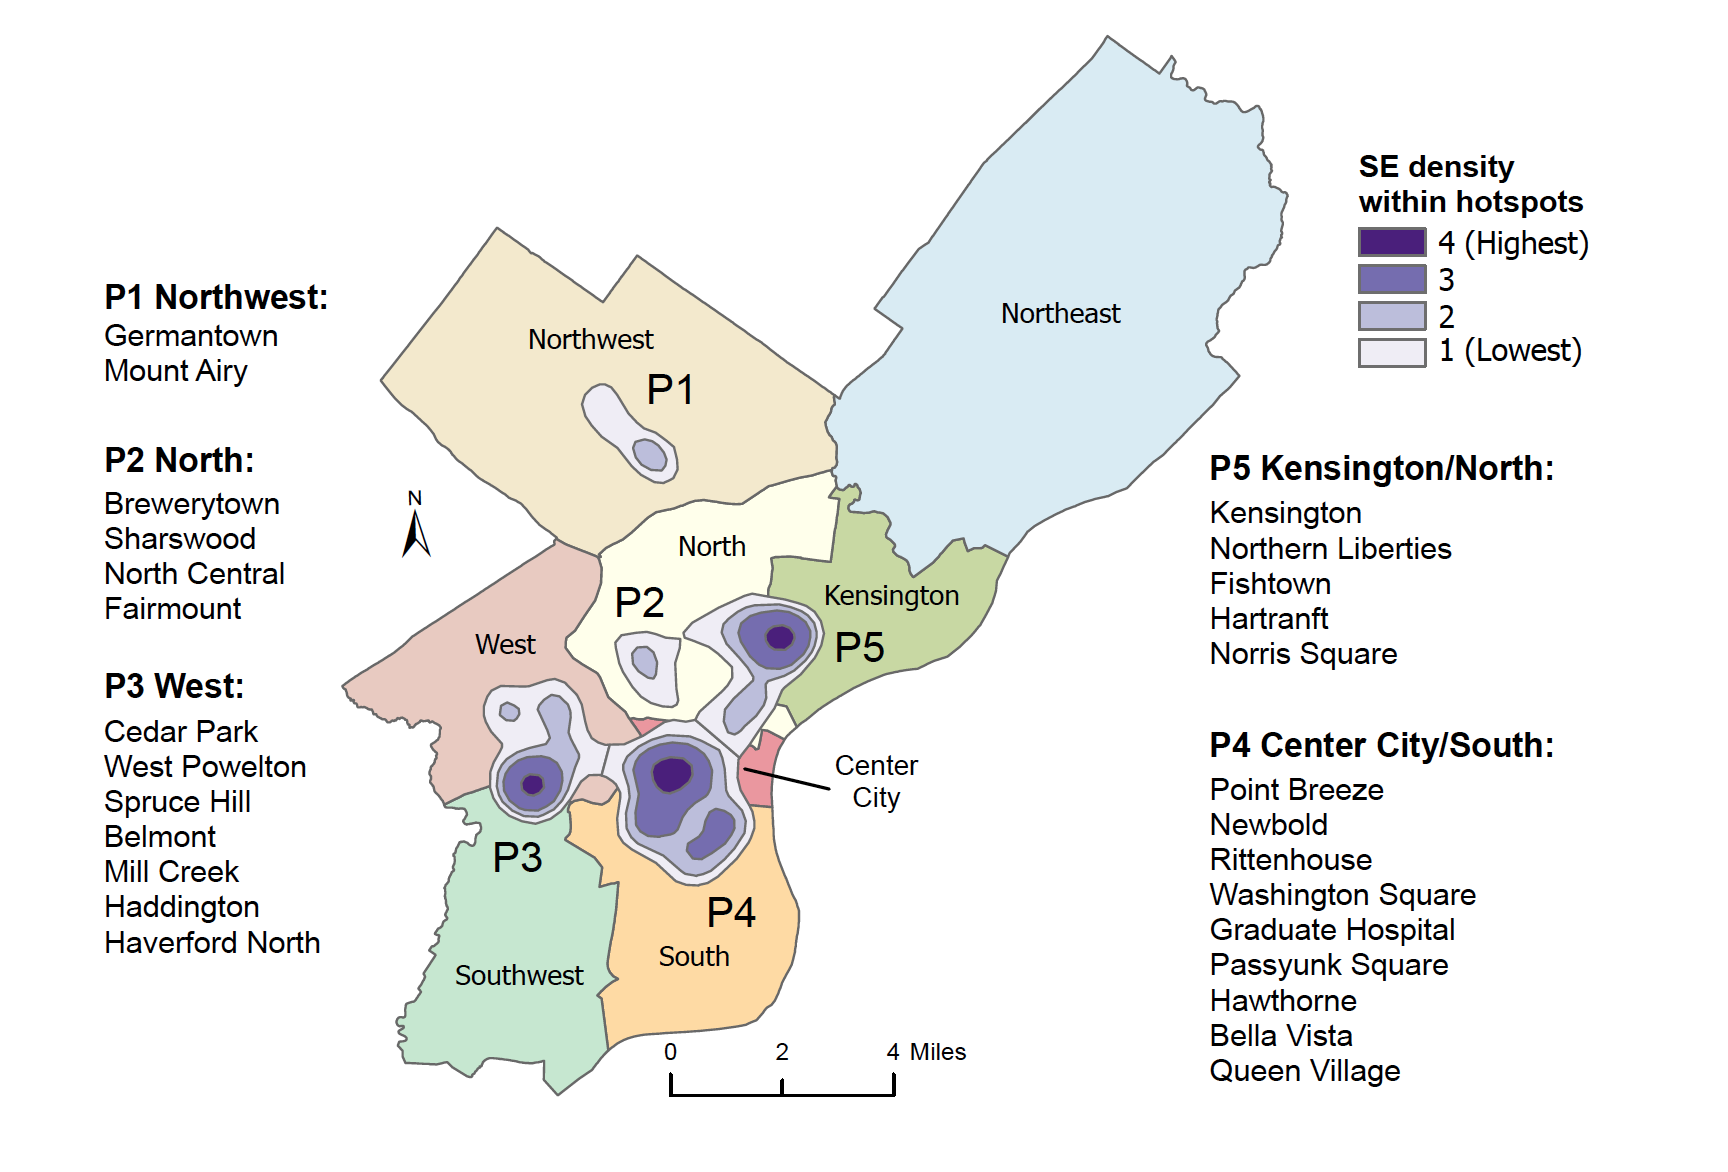 SE density
within hotspots
4 (Highest)
3
2
1 (Lowest)
P1 Northwest:
Germantown
Mount Airy
P2 North:
Brewerytown
Sharswood
North Central
Fairmount
P3 West:
Cedar Park
West Powelton
Spruce Hill
Belmont
Mill Creek
Haddington
Haverford North
N
Northwest
P1
Northeast
North
P2
Kensington
P5
West
Center
City
P3
P4
South
Southwest
0 2 4 Miles
P5 Kensington/North:
Kensington
Northern Liberties
Fishtown
Hartranft
Norris Square
P4 Center City/South:
Point Breeze
Newbold
Rittenhouse
Washington Square
Graduate Hospital
Passyunk Square
Hawthorne
Bella Vista
Queen Village